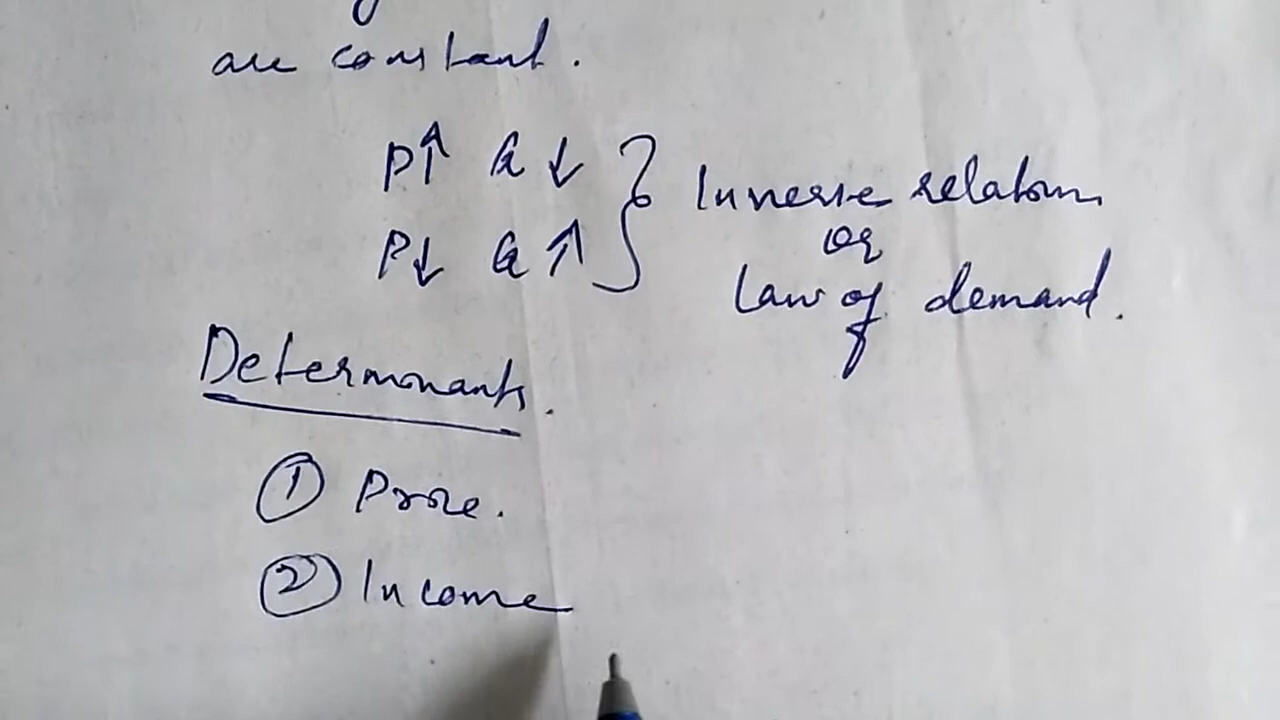 are constant.
P↑ Q ↓
P↓ Q ↑
Inverse relation
or
Law of demand.
Determinants.
① Price.
② Income